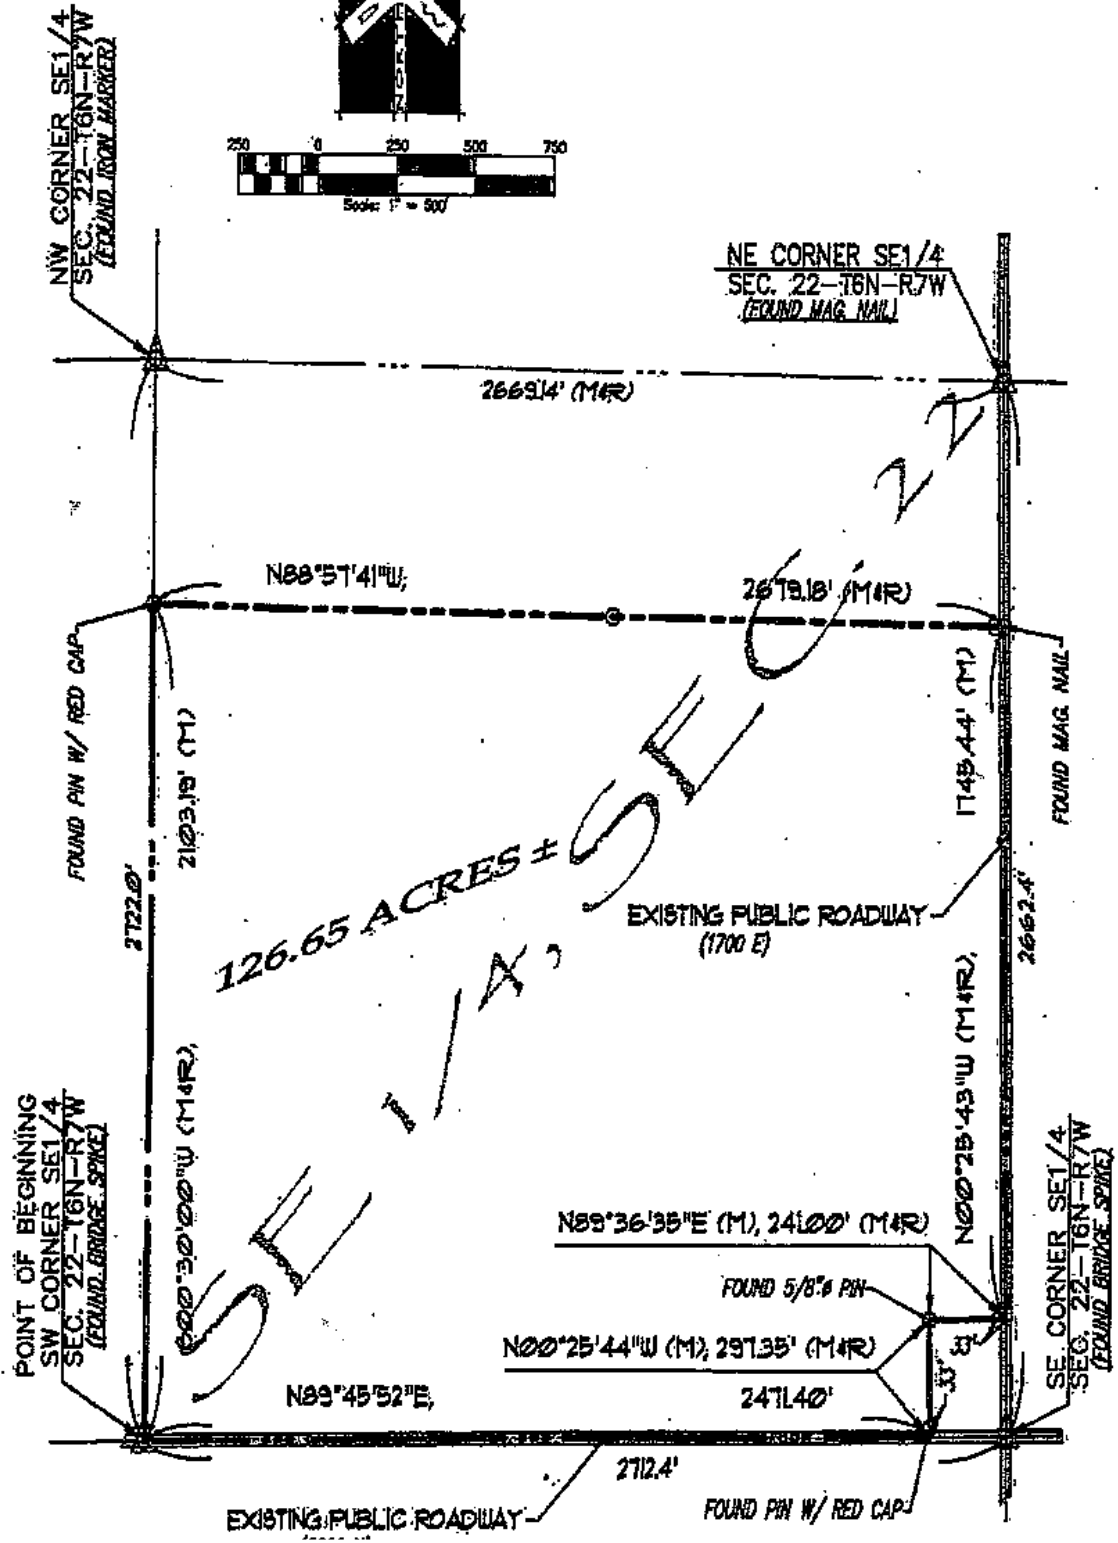 NORTH
250 0 250 500 750
Scale: 1" = 500'
NW CORNER SE1/4
SEC. 22-T6N-R7W
(FOUND IRON MARKER)
NE CORNER SE1/4
SEC. 22-T6N-R7W
(FOUND MAG. NAIL)
2669.14' (M&R)
N88°57'41"W,
2679.18' (M&R)
FOUND PIN W/ RED CAP
FOUND MAG. NAIL
2103.19' (M)
2722.0'
1745.44' (M)
126.65 ACRES ±
SE 1/4, SEC 22
EXISTING PUBLIC ROADWAY
(1700 E)
2662.4'
N00°25'43"W (M&R),
N00°30'00"W (M&R),
POINT OF BEGINNING
SW CORNER SE1/4
SEC. 22-T6N-R7W
(FOUND BRIDGE SPIKE)
N89°36'35"E (M), 241.00' (M&R)
FOUND 5/8"ø PIN
N00°25'44"W (M), 297.35' (M&R)
33'
33'
SE CORNER SE1/4
SEC. 22-T6N-R7W
(FOUND BRIDGE SPIKE)
N89°45'52"E,
2471.40'
2712.4'
EXISTING PUBLIC ROADWAY
FOUND PIN W/ RED CAP